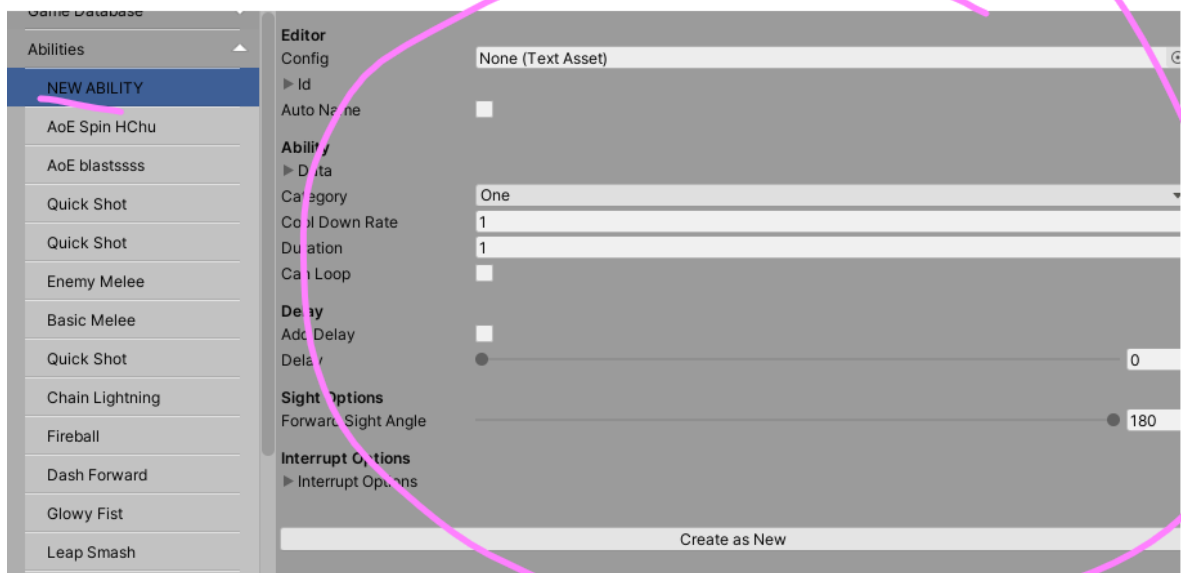 Game Database
Abilities
NEW ABILITY
AoE Spin HChu
AoE blastssss
Quick Shot
Quick Shot
Enemy Melee
Basic Melee
Quick Shot
Chain Lightning
Fireball
Dash Forward
Glowy Fist
Leap Smash
Editor
Config None (Text Asset)
Id
Auto Name
Ability
Data
Category One
Cool Down Rate 1
Duration 1
Can Loop
Delay
Add Delay
Delay 0
Sight Options
Forward Sight Angle 180
Interrupt Options
Interrupt Options
Create as New